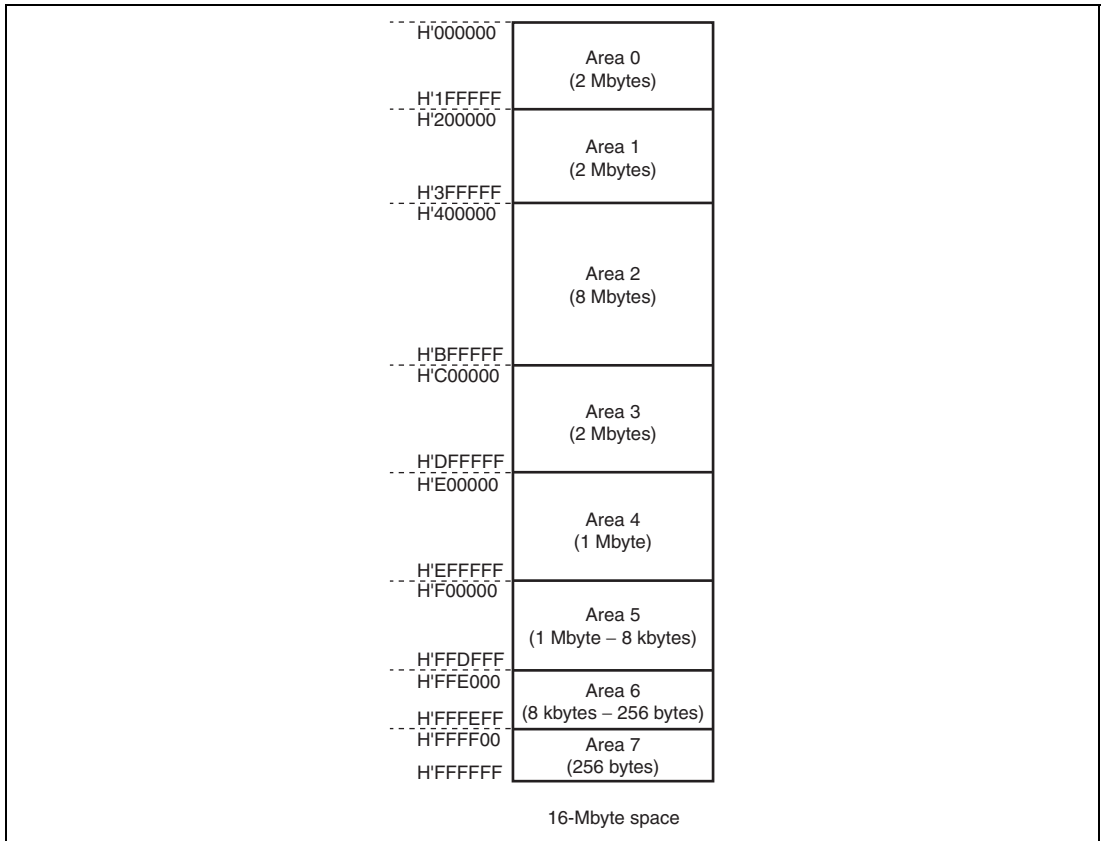 H'000000
Area 0
(2 Mbytes)
H'1FFFFF
H'200000
Area 1
(2 Mbytes)
H'3FFFFF
H'400000
Area 2
(8 Mbytes)
H'BFFFFF
H'C00000
Area 3
(2 Mbytes)
H'DFFFFF
H'E00000
Area 4
(1 Mbyte)
H'EFFFFF
H'F00000
Area 5
(1 Mbyte – 8 kbytes)
H'FFDFFF
H'FFE000
Area 6
(8 kbytes – 256 bytes)
H'FFFEFF
H'FFFF00
Area 7
(256 bytes)
H'FFFFFF
16-Mbyte space